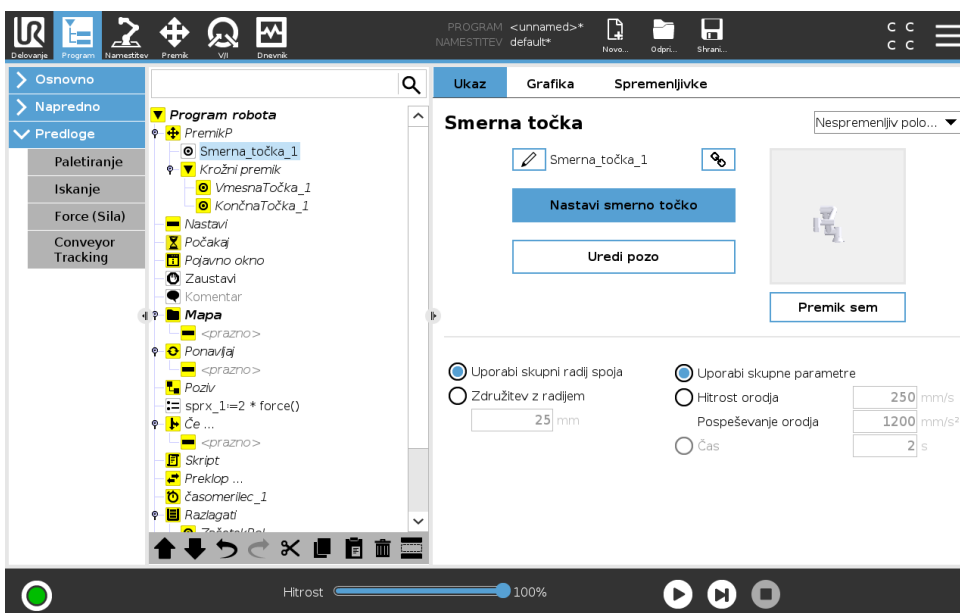 UR
Delovanje Program Namestitev Premik V/I Dnevnik
PROGRAM <unnamed>*
NAMESTITEV default*
Novo... Odpri... Shrani...
C C
C C
Osnovno
Napredno
Predloge
Paletiranje
Iskanje
Force (Sila)
Conveyor
Tracking
Program robota
PremikP
Smerna_točka_1
Krožni premik
VmesnaTočka_1
KončnaTočka_1
Nastavi
Počakaj
Pojavno okno
Zaustavi
Komentar
Mapa
<prazno>
Ponavljaj
<prazno>
Poziv
sprx_1:=2 * force()
Če ...
<prazno>
Skript
Preklop ...
časomerilec_1
Razlagati
Ukaz Grafika Spremenljivke
Smerna točka
Nespremenljiv polo...
Smerna_točka_1
Nastavi smerno točko
Uredi pozo
Premik sem
Uporabi skupni radij spoja
Združitev z radijem
25 mm
Uporabi skupne parametre
Hitrost orodja 250 mm/s
Pospeševanje orodja 1200 mm/s²
Čas 2 s
Hitrost 100%